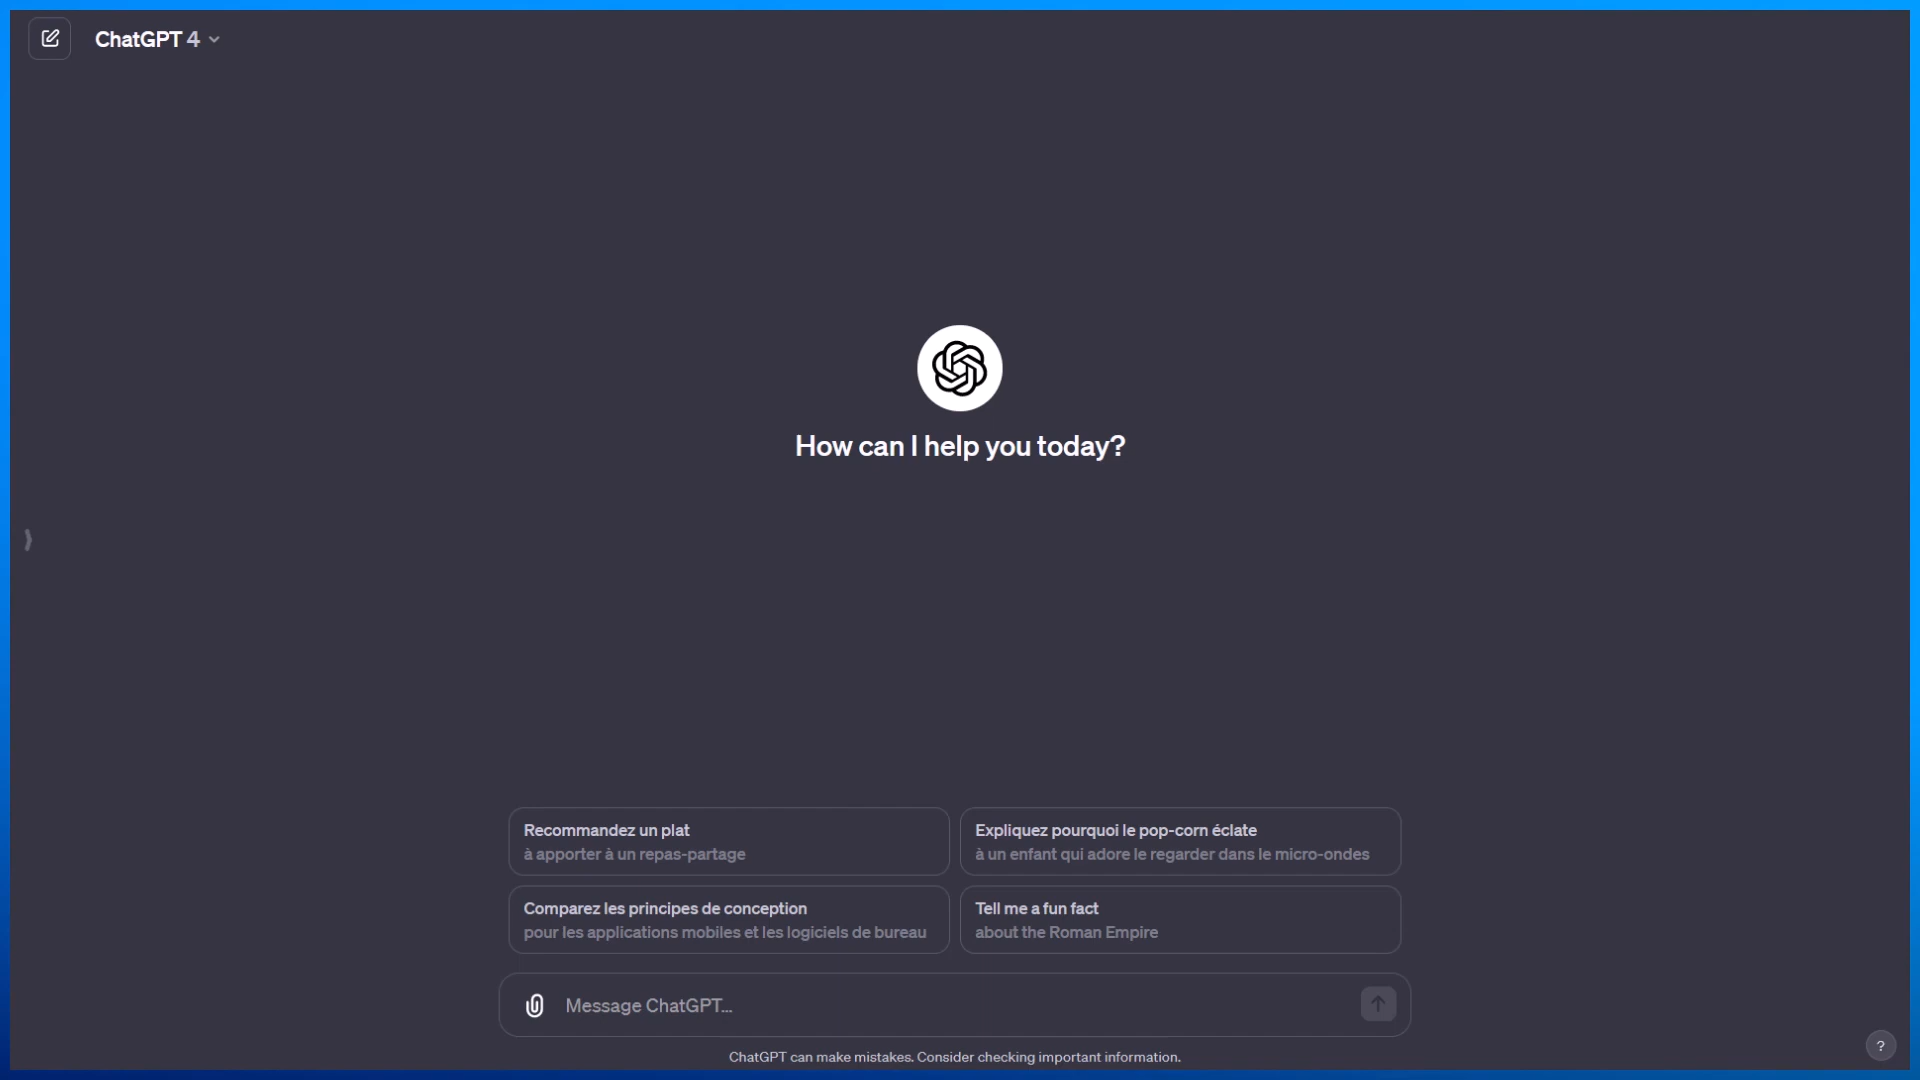 ChatGPT 4
How can I help you today?
Recommandez un plat
à apporter à un repas-partage
Expliquez pourquoi le pop-corn éclate
à un enfant qui adore le regarder dans le micro-ondes
Comparez les principes de conception
pour les applications mobiles et les logiciels de bureau
Tell me a fun fact
about the Roman Empire
Message ChatGPT...
ChatGPT can make mistakes. Consider checking important information.
?